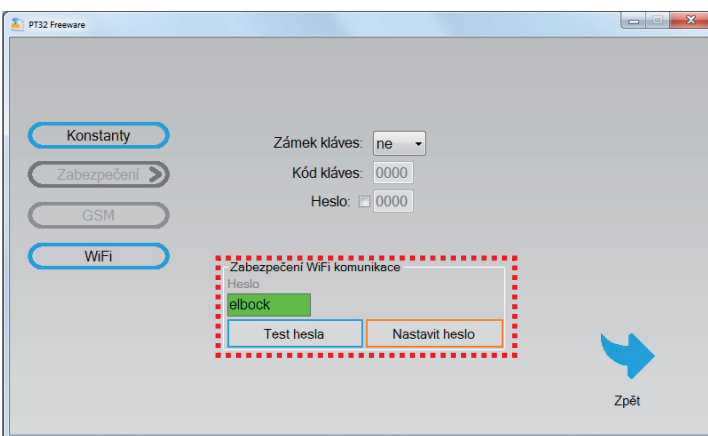 PT32 Freeware
Konstanty
Zabezpečení
GSM
WiFi
Zámek kláves: ne
Kód kláves: 0000
Heslo: 0000
Zabezpečení WiFi komunikace
Heslo
elbock
Test hesla Nastavit heslo
Zpět